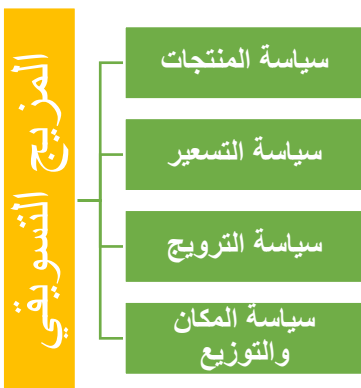 المزيج التسويقي
سياسة المنتجات
سياسة التسعير
سياسة الترويج
سياسة المكان
والتوزيع